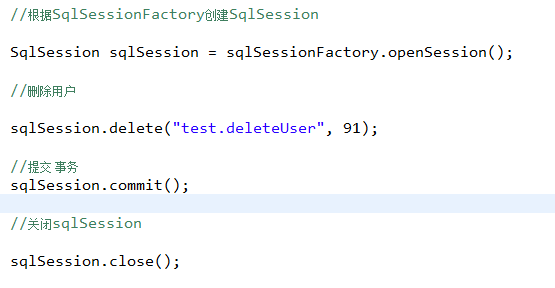 //根据SqlSessionFactory创建SqlSession
SqlSession sqlSession = sqlSessionFactory.openSession();
//删除用户
sqlSession.delete("test.deleteUser", 91);
//提交事务
sqlSession.commit();
//关闭sqlSession
sqlSession.close();